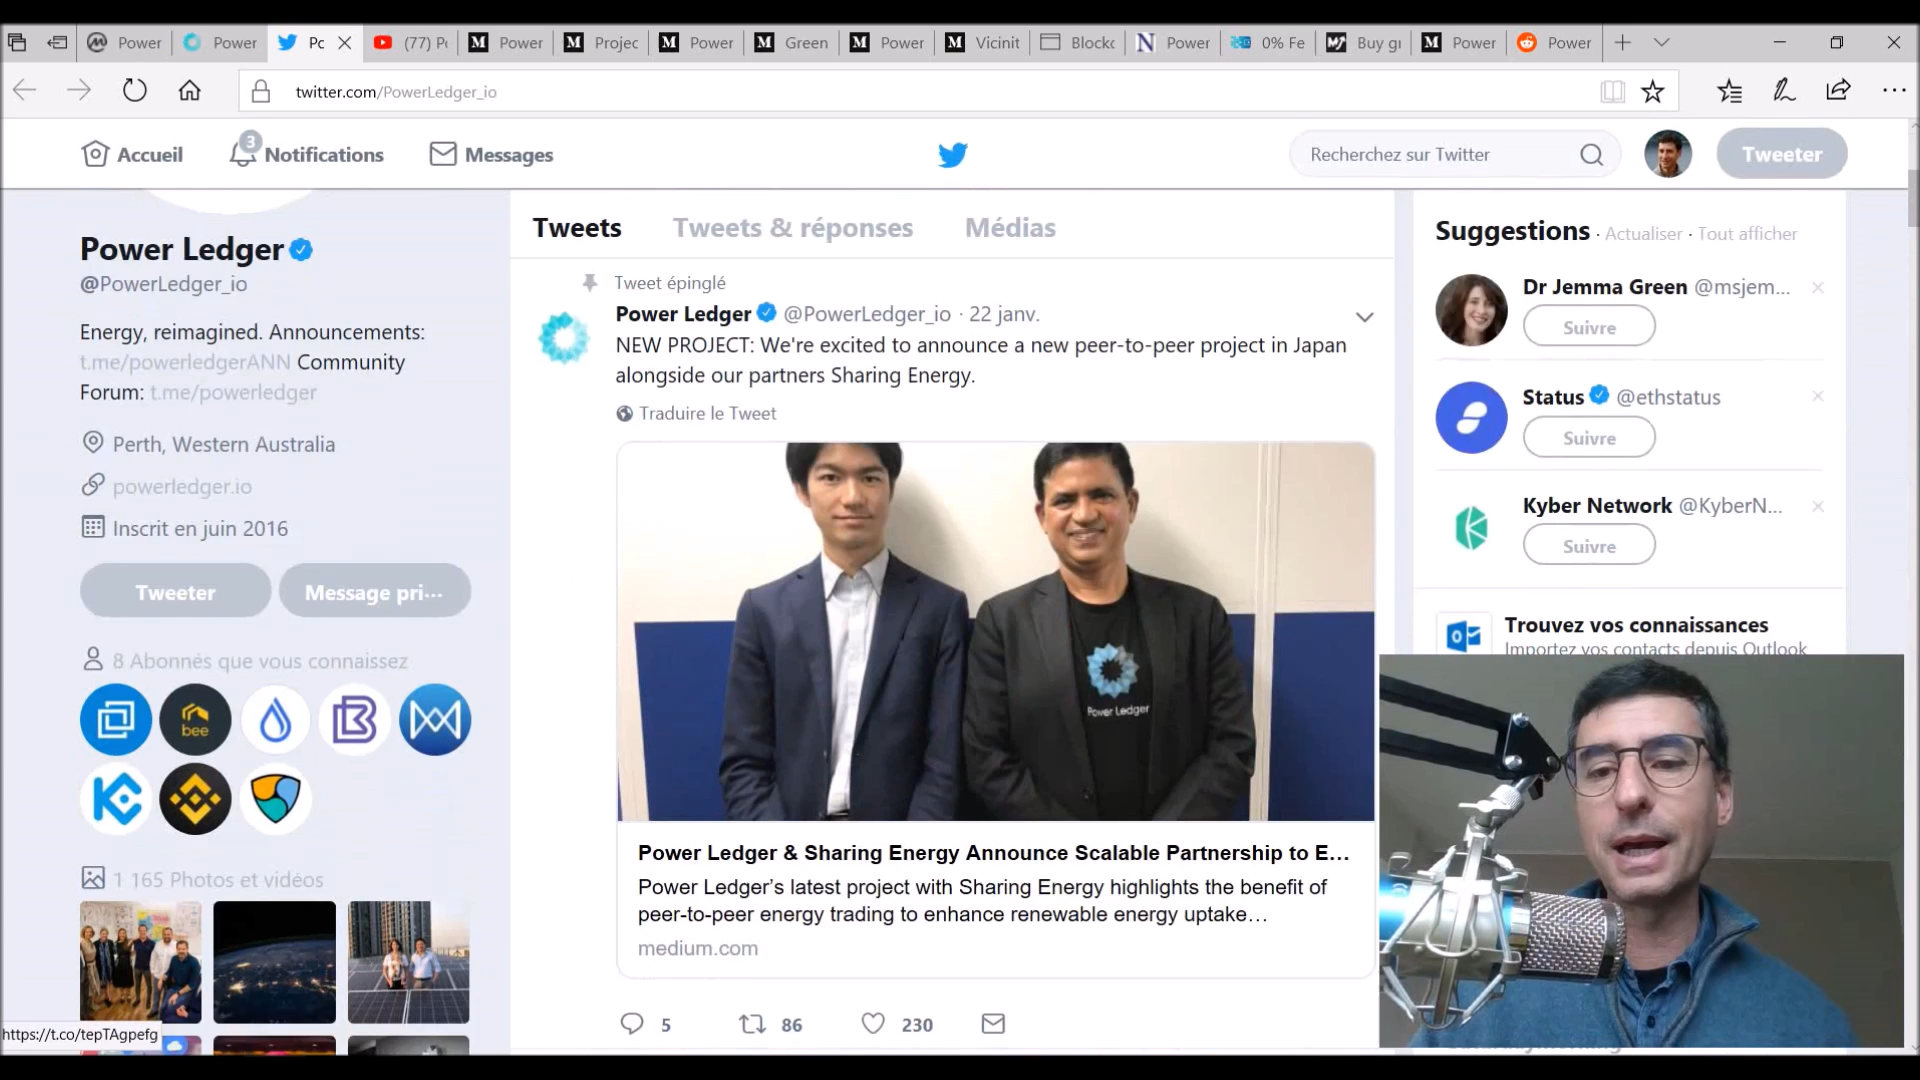 Power
Power
Pc
(77) P
Power
Projec
Power
Green
Power
Vicinit
Blockc
Power
0% Fe
Buy gr
Power
Power
twitter.com/PowerLedger_io
Accueil
3
Notifications
Messages
Recherchez sur Twitter
Tweeter
Power Ledger
@PowerLedger_io
Energy, reimagined. Announcements:
t.me/powerledgerANN Community
Forum: t.me/powerledger
Perth, Western Australia
powerledger.io
Inscrit en juin 2016
Tweeter
Message pri···
8 Abonnés que vous connaissez
bee
1 165 Photos et vidéos
https://t.co/tepTAgpefg
Tweets
Tweets & réponses
Médias
Tweet épinglé
Power Ledger @PowerLedger_io · 22 janv.
NEW PROJECT: We're excited to announce a new peer-to-peer project in Japan
alongside our partners Sharing Energy.
Traduire le Tweet
Power Ledger
Power Ledger & Sharing Energy Announce Scalable Partnership to E...
Power Ledger's latest project with Sharing Energy highlights the benefit of
peer-to-peer energy trading to enhance renewable energy uptake...
medium.com
5
86
230
Suggestions · Actualiser · Tout afficher
Dr Jemma Green @msjem...
Suivre
Status @ethstatus
Suivre
Kyber Network @KyberN...
Suivre
Trouvez vos connaissances
Importez vos contacts depuis Outlook